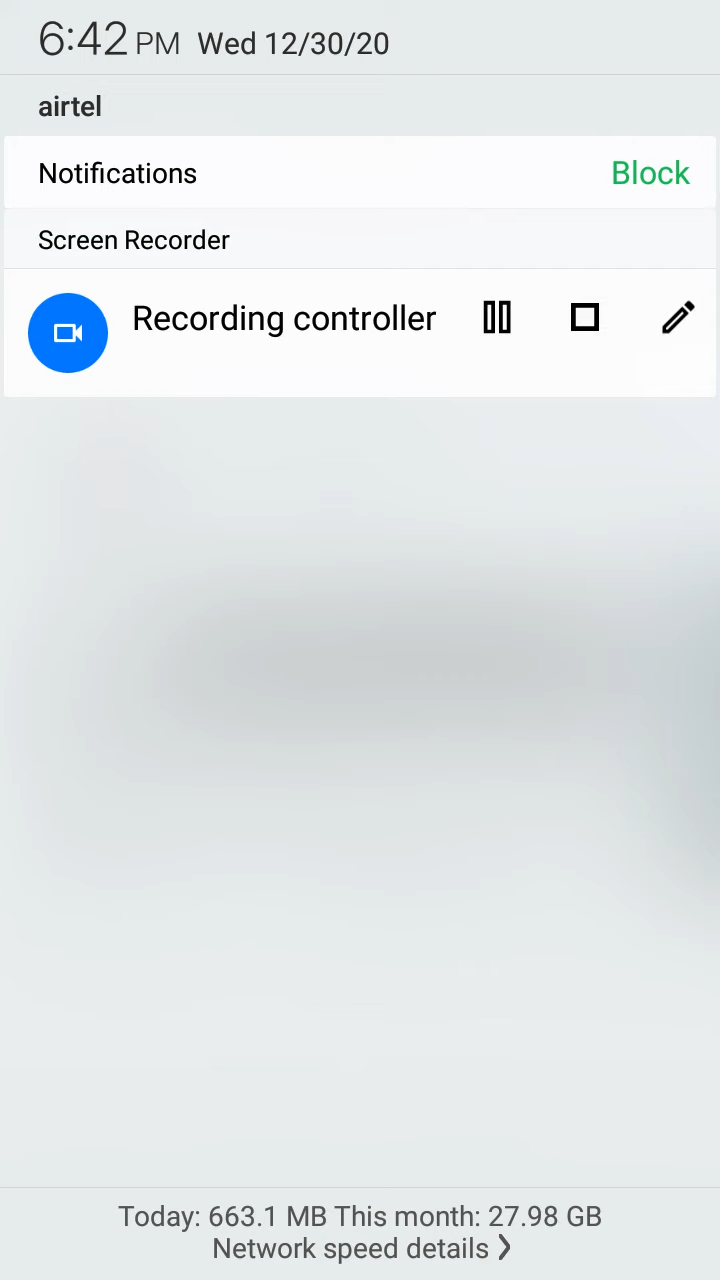 6:42 PM Wed 12/30/20
airtel
Notifications Block
Screen Recorder
Recording controller
Today: 663.1 MB This month: 27.98 GB
Network speed details